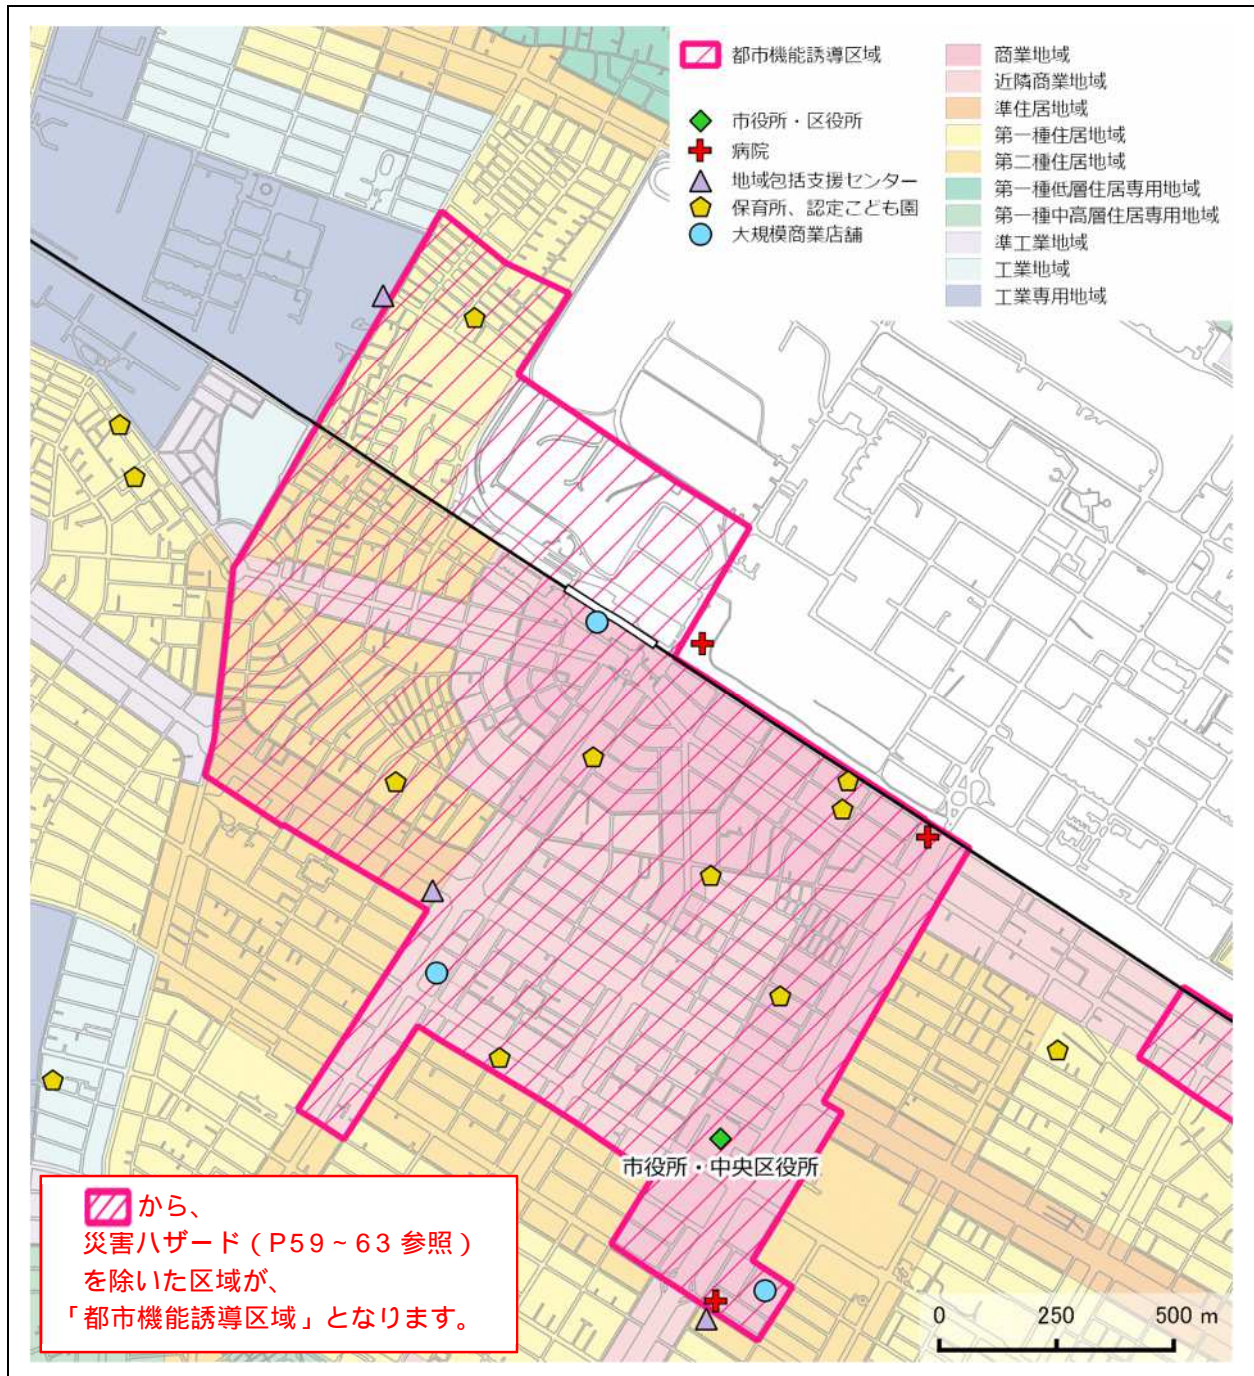 都市機能誘導区域
市役所・区役所
病院
地域包括支援センター
保育所、認定こども園
大規模商業店舗
商業地域
近隣商業地域
準住居地域
第一種住居地域
第二種住居地域
第一種低層住居専用地域
第一種中高層住居専用地域
準工業地域
工業地域
工業専用地域
市役所・中央区役所
から、
災害ハザード（P59~63 参照）
を除いた区域が、
「都市機能誘導区域」となります。
0 250 500 m